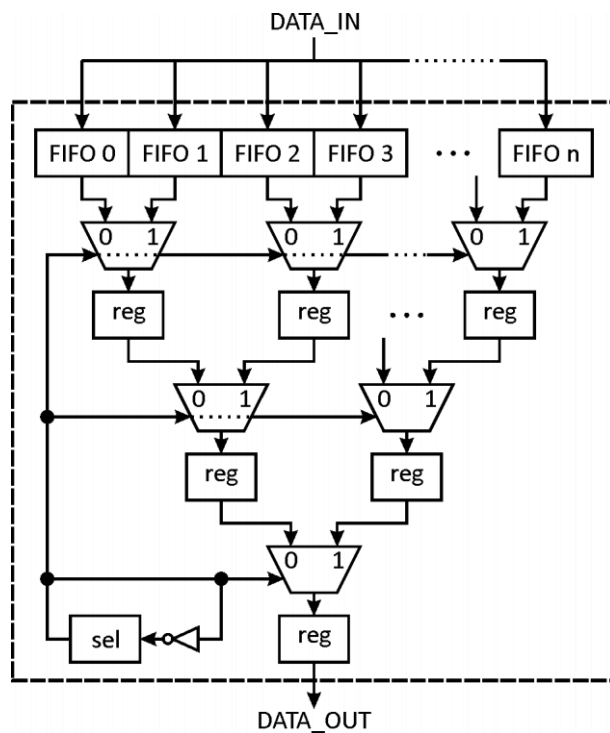 DATA_IN
FIFO 0 FIFO 1 FIFO 2 FIFO 3 ... FIFO n
0 1 0 1 0 1
reg reg ... reg
0 1 0 1
reg reg
0 1
sel reg
DATA_OUT